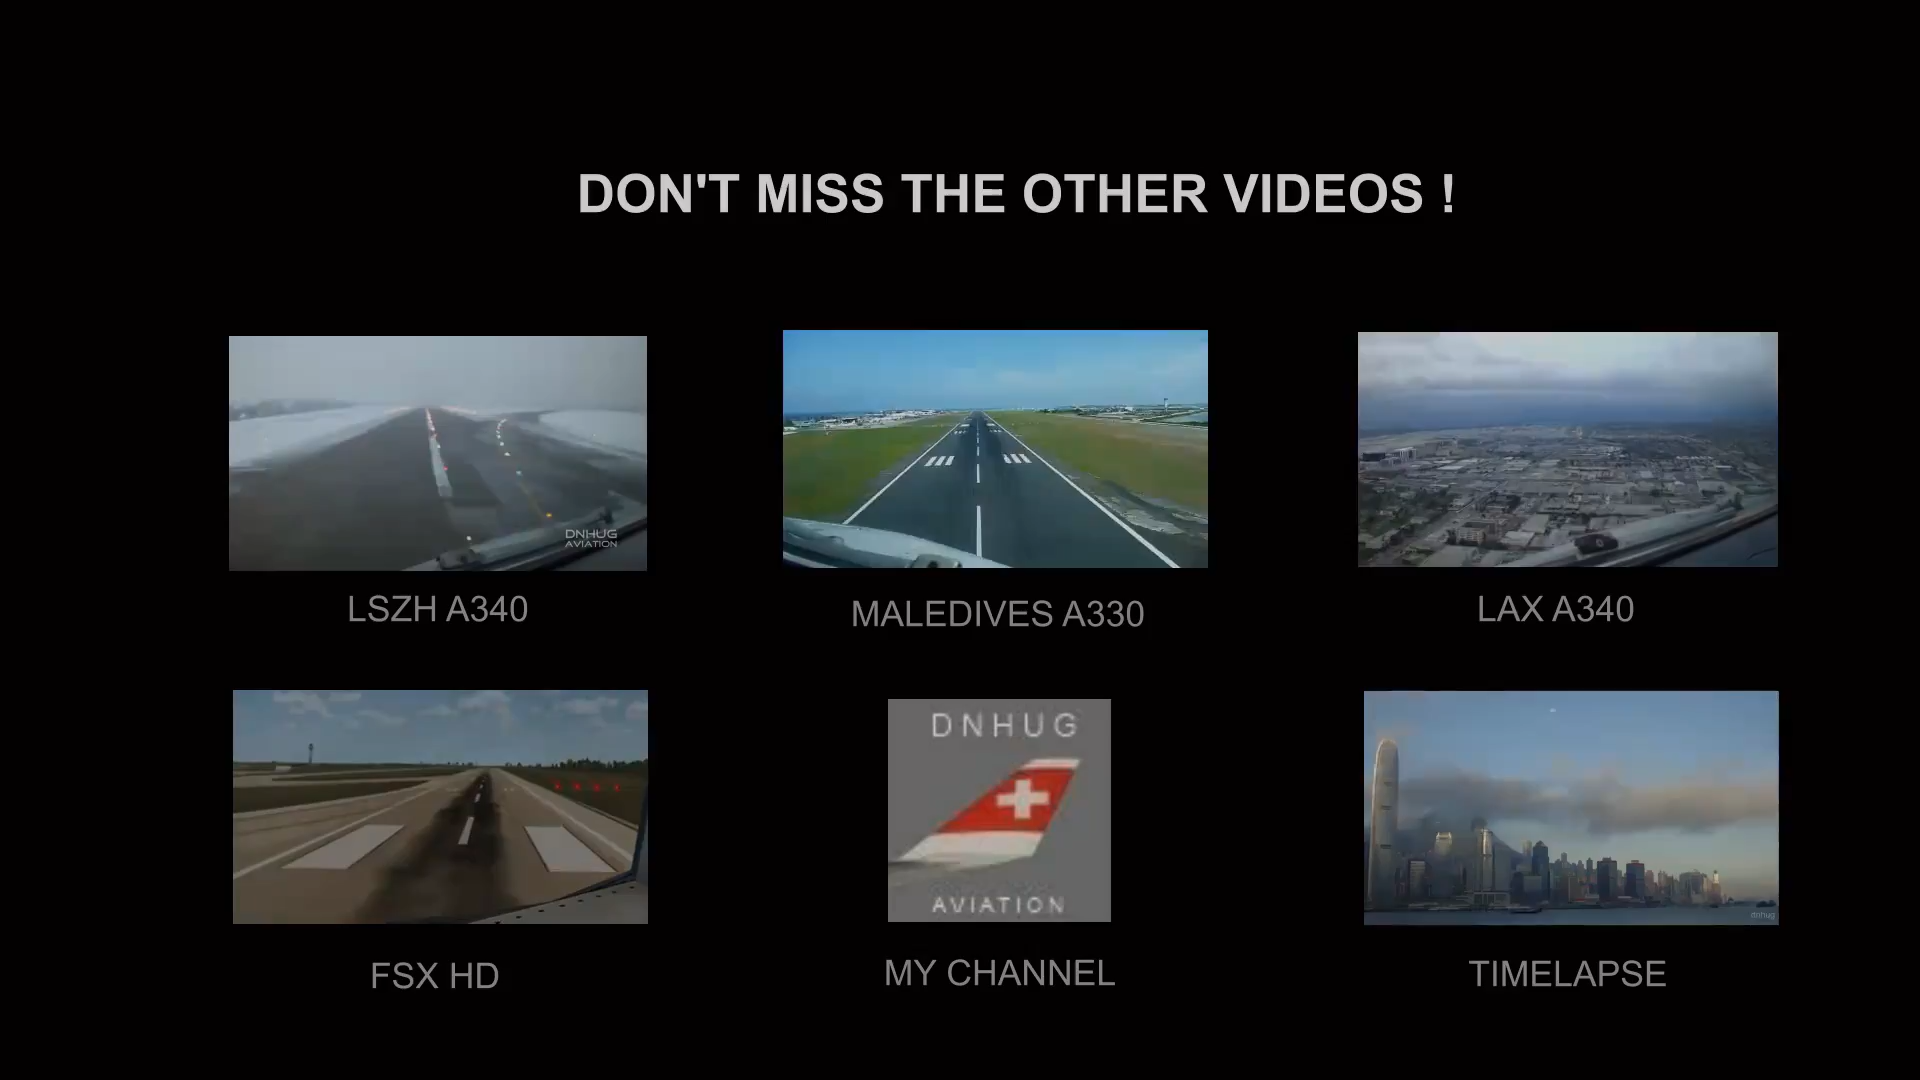 DON'T MISS THE OTHER VIDEOS !
DNHUG
AVIATION
LSZH A340
MALEDIVES A330
LAX A340
DNHUG
AVIATION
dnhug
FSX HD
MY CHANNEL
TIMELAPSE